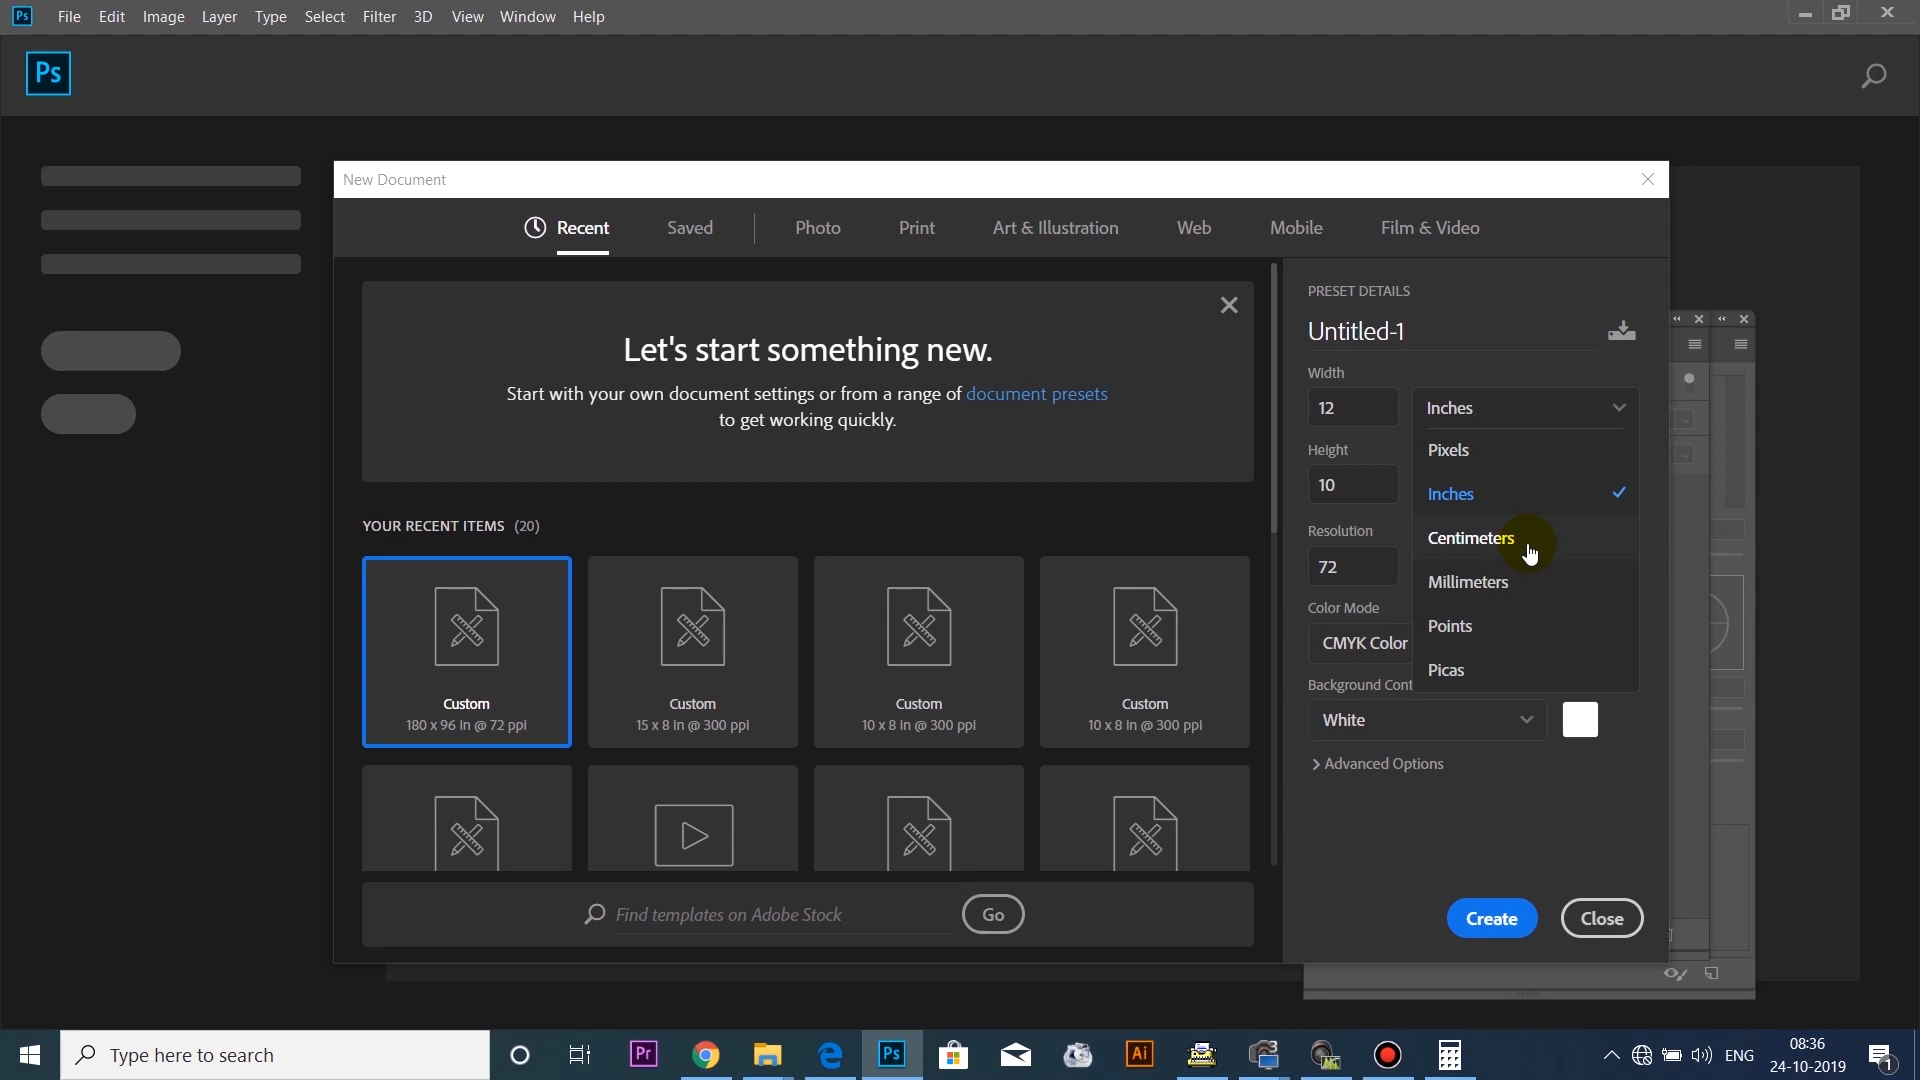 Ps
File Edit Image Layer Type Select Filter 3D View Window Help
Ps
New Document
Recent Saved Photo Print Art & Illustration Web Mobile Film & Video
Let's start something new.
Start with your own document settings or from a range of document presets
to get working quickly.
YOUR RECENT ITEMS (20)
Custom
180 x 96 in @ 72 ppi
Custom
15 x 8 in @ 300 ppi
Custom
10 x 8 in @ 300 ppi
Custom
10 x 8 in @ 300 ppi
Find templates on Adobe Stock
Go
PRESET DETAILS
Untitled-1
Width
12
Inches
Height
10
Pixels
Inches
Centimeters
Millimeters
Points
Picas
Resolution
72
Color Mode
CMYK Color
Background Cont
White
Advanced Options
Create
Close
Type here to search
Pr
Ps
Ai
ENG
08:36
24-10-2019
1